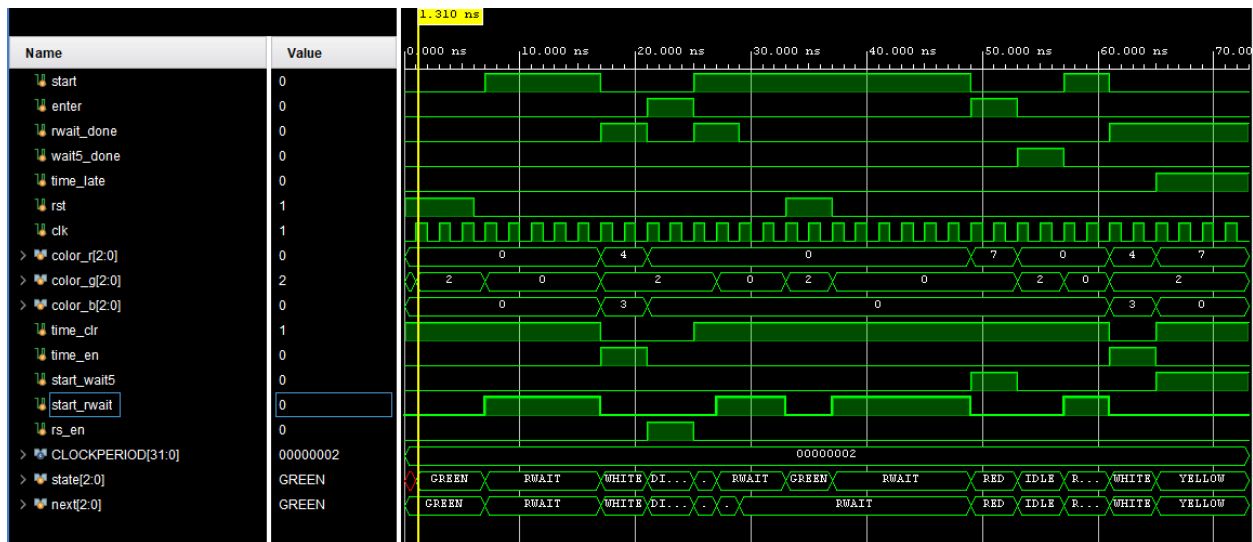 1.310 ns
Name Value 0.000 ns 10.000 ns 20.000 ns 30.000 ns 40.000 ns 50.000 ns 60.000 ns 70.00
start 0
enter 0
rwait_done 0
wait5_done 0
time_late 0
rst 1
clk 1
color_r[2:0] 0 0 4 0 7 0 4 7
color_g[2:0] 2 2 0 2 0 2 0 2 0 2
color_b[2:0] 0 0 3 0 3 0
time_clr 1
time_en 0
start_wait5 0
start_rwait 0
rs_en 0
CLOCKPERIOD[31:0] 00000002 00000002
state[2:0] GREEN GREEN RWAIT WHITE DI... . RWAIT GREEN RWAIT RED IDLE R... WHITE YELLOW
next[2:0] GREEN GREEN RWAIT WHITE DI... . . RWAIT RED IDLE R... WHITE YELLOW